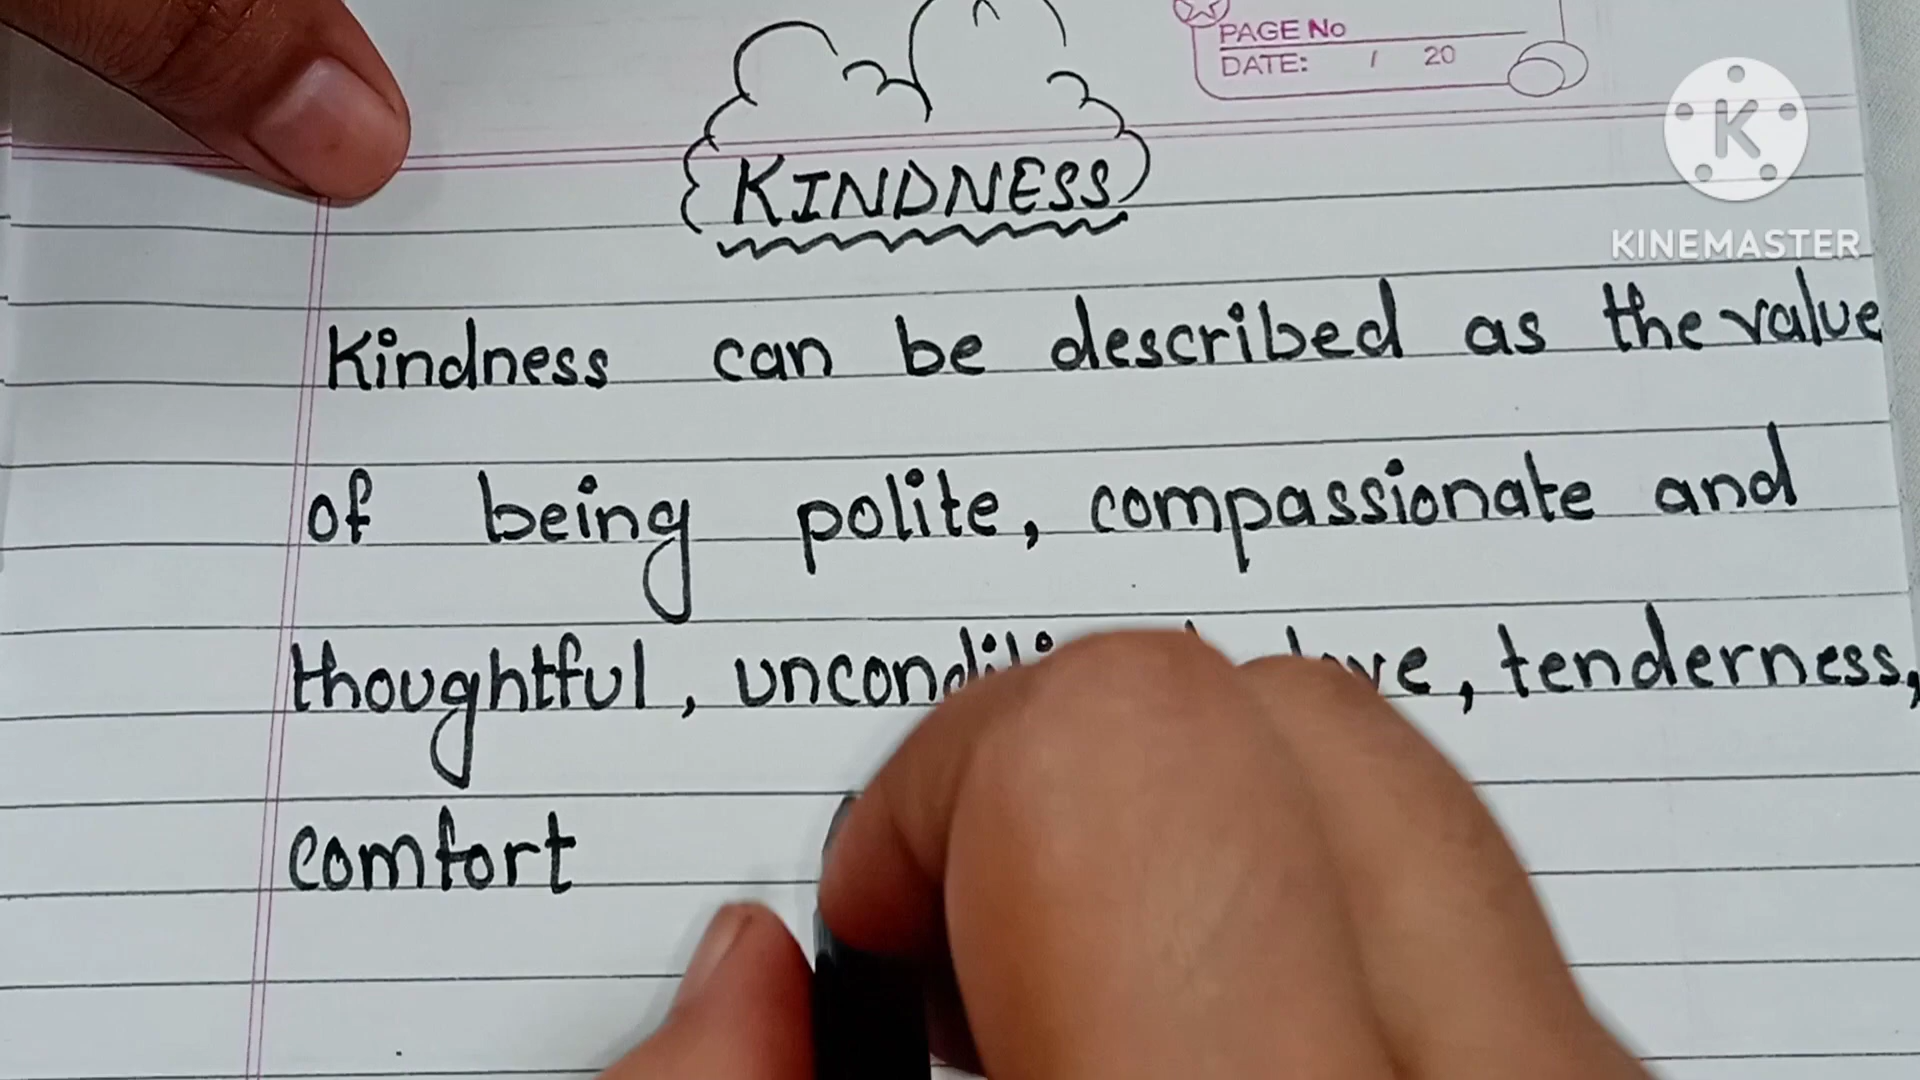 PAGE No
DATE: / 20
K
KINEMASTER
KINDNESS
Kindness can be described as the value
of being polite, compassionate and
thoughtful, tenderness,
comfort